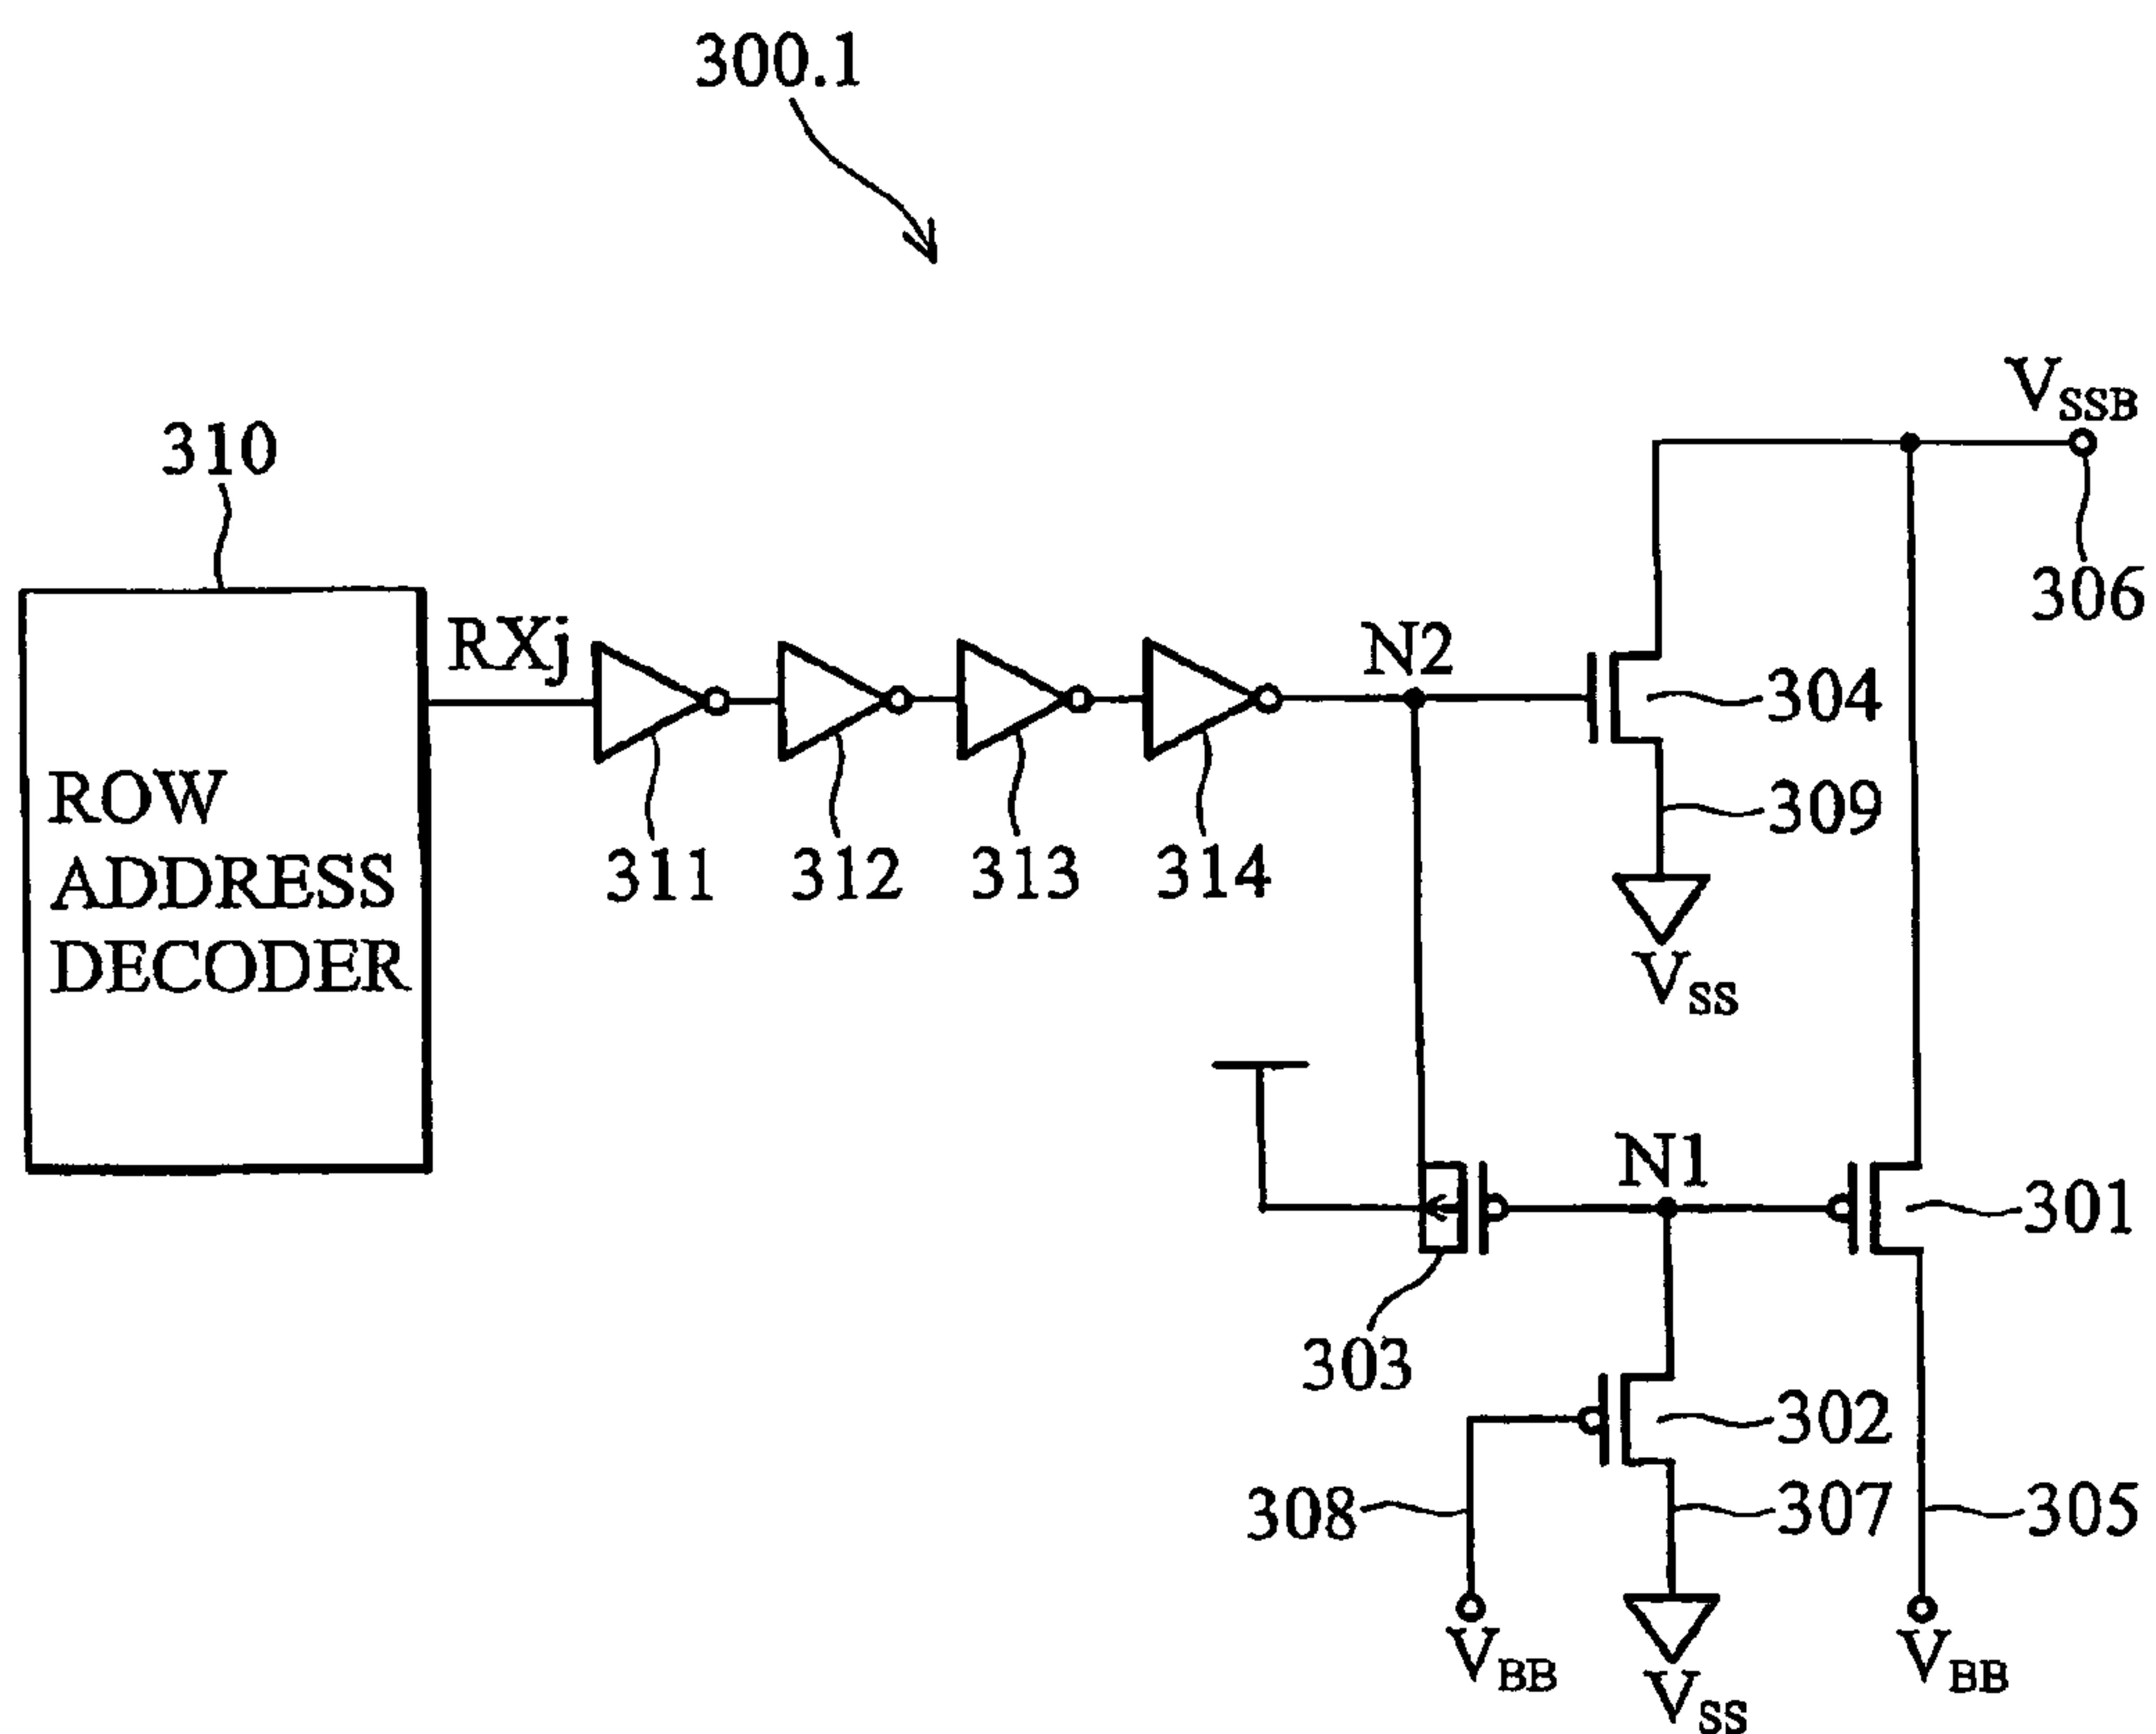 300.1
V_SSB
310
306
RXj
N2
304
309
ROW
ADDRESS
DECODER
311
312
313
314
V_SS
N1
301
303
302
308
307
305
V_BB
V_SS
V_BB